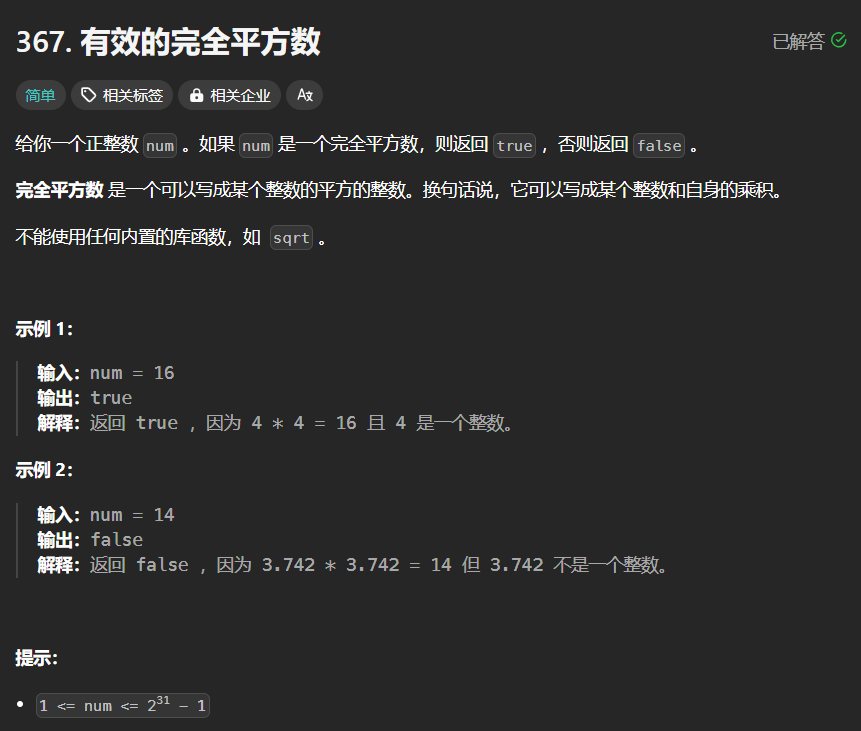 367. 有效的完全平方数
已解答
简单 相关标签 相关企业 Ax
给你一个正整数 num 。如果 num 是一个完全平方数，则返回 true ，否则返回 false 。
完全平方数 是一个可以写成某个整数的平方的整数。换句话说，它可以写成某个整数和自身的乘积。
不能使用任何内置的库函数，如 sqrt 。
示例 1：
输入：num = 16
输出：true
解释：返回 true ，因为 4 * 4 = 16 且 4 是一个整数。
示例 2：
输入：num = 14
输出：false
解释：返回 false ，因为 3.742 * 3.742 = 14 但 3.742 不是一个整数。
提示：
• 1 <= num <= 2³¹ - 1